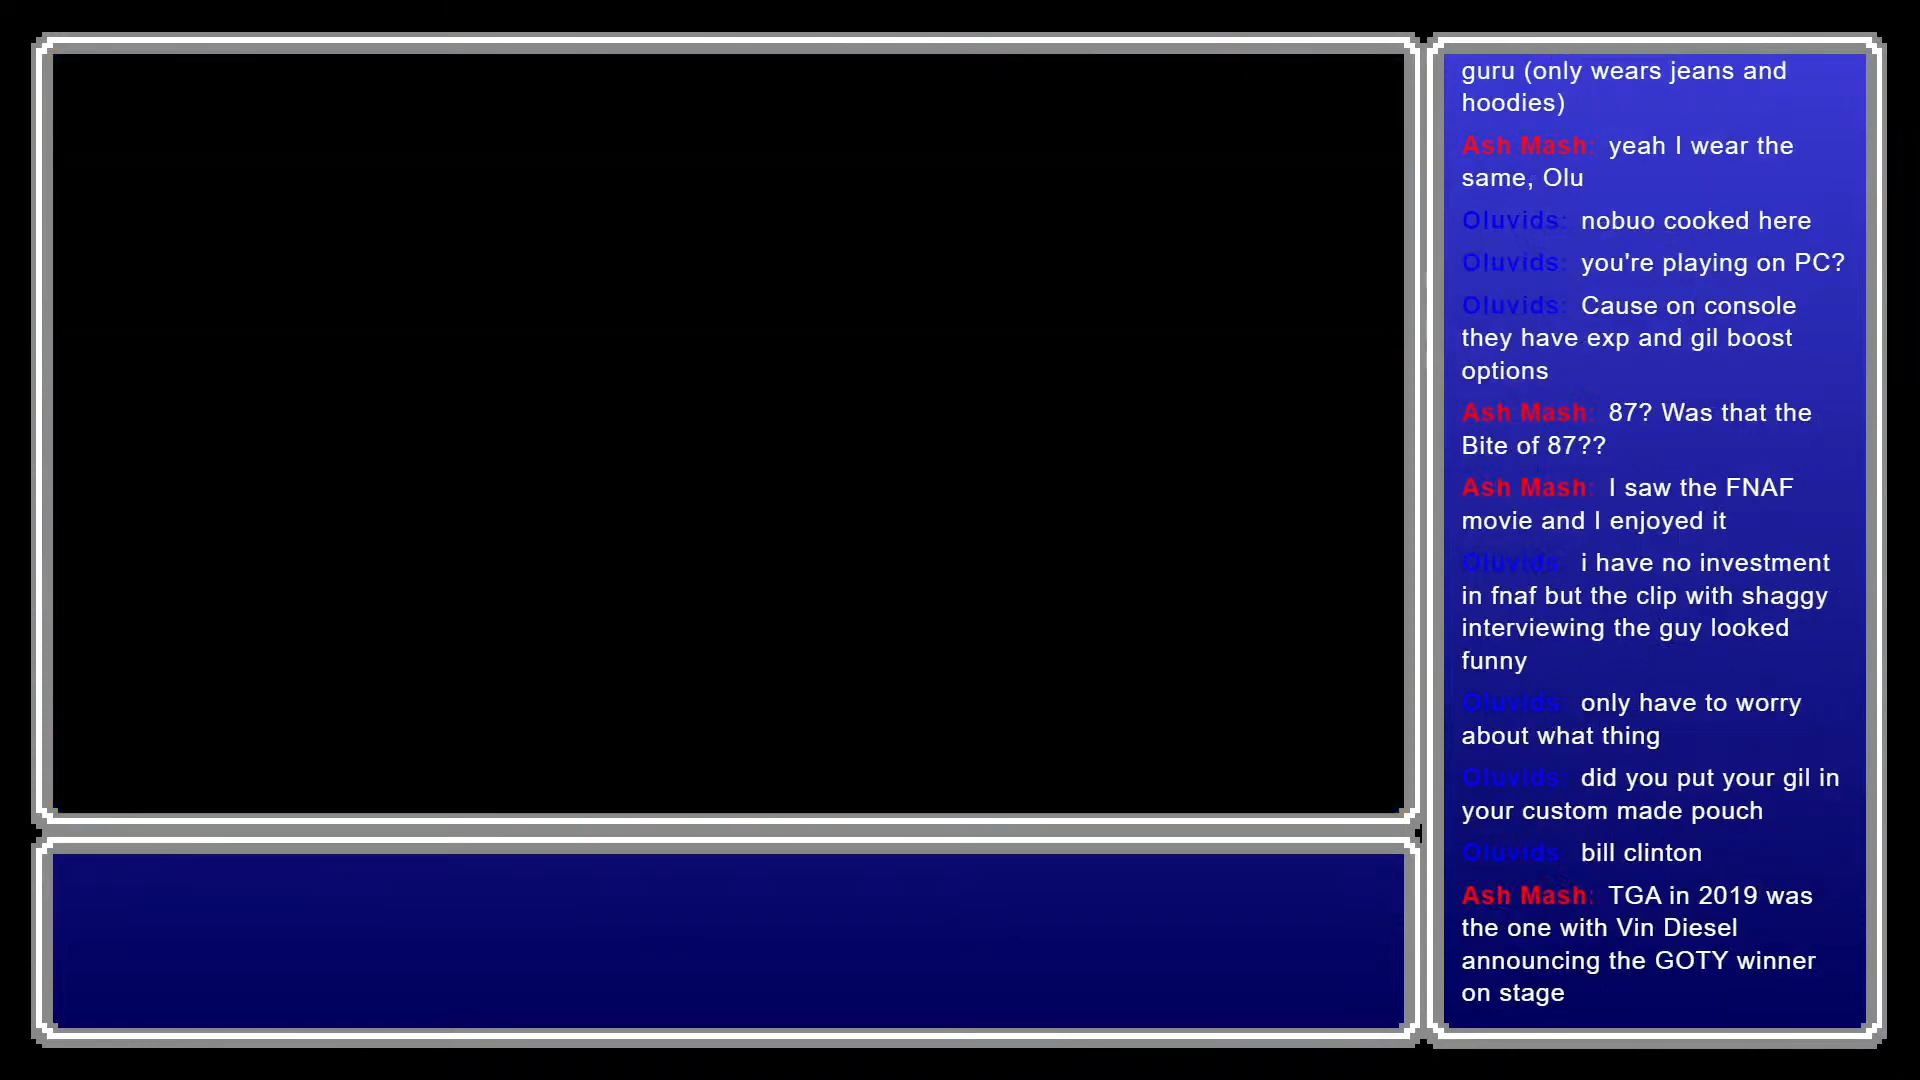 guru (only wears jeans and
hoodies)
Ash Mash: yeah I wear the
same, Olu
Oluvids: nobuo cooked here
Oluvids: you're playing on PC?
Oluvids: Cause on console
they have exp and gil boost
options
Ash Mash: 87? Was that the
Bite of 87??
Ash Mash: I saw the FNAF
movie and I enjoyed it
Oluvids: i have no investment
in fnaf but the clip with shaggy
interviewing the guy looked
funny
Oluvids: only have to worry
about what thing
Oluvids: did you put your gil in
your custom made pouch
Oluvids: bill clinton
Ash Mash: TGA in 2019 was
the one with Vin Diesel
announcing the GOTY winner
on stage